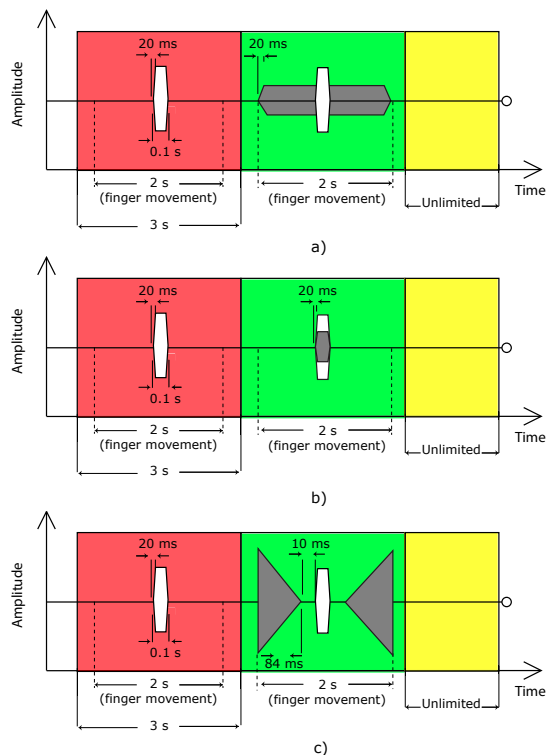 Amplitude
20 ms
20 ms
0.1 s
2 s
(finger movement)
2 s
(finger movement)
3 s
Unlimited
Time
a)
Amplitude
20 ms
20 ms
0.1 s
2 s
(finger movement)
2 s
(finger movement)
3 s
Unlimited
Time
b)
Amplitude
20 ms
10 ms
0.1 s
84 ms
2 s
(finger movement)
2 s
(finger movement)
3 s
Unlimited
Time
c)